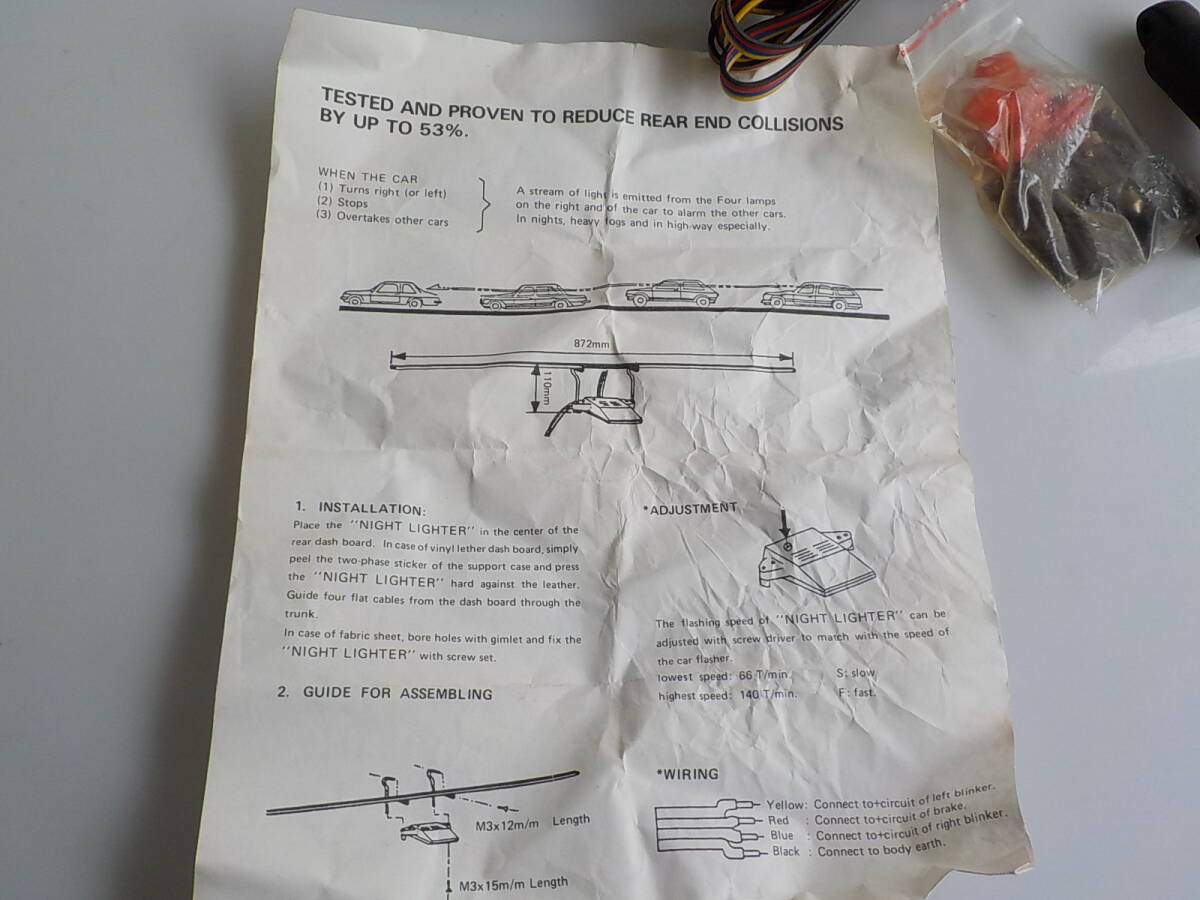 TESTED AND PROVEN TO REDUCE REAR END COLLISIONS
BY UP TO 53%.
WHEN THE CAR
(1) Turns right (or left)
(2) Stops
(3) Overtakes other cars
A stream of light is emitted from the Four lamps
on the right and of the car to alarm the other cars.
In nights, heavy fogs and in high-way especially.
872mm
110mm
1. INSTALLATION:
Place the "NIGHT LIGHTER" in the center of the
rear dash board. In case of vinyl lether dash board, simply
peel the two-phase sticker of the support case and press
the "NIGHT LIGHTER" hard against the leather.
Guide four flat cables from the dash board through the
trunk.
In case of fabric sheet, bore holes with gimlet and fix the
"NIGHT LIGHTER" with screw set.
2. GUIDE FOR ASSEMBLING
M3x12m/m Length
M3x15m/m Length
*ADJUSTMENT
The flashing speed of "NIGHT LIGHTER" can be
adjusted with screw driver to match with the speed of
the car flasher.
lowest speed: 66 T/min. S: slow
highest speed: 140 T/min. F: fast.
*WIRING
Yellow: Connect to+circuit of left blinker.
Red : Connect to+circuit of brake.
Blue : Connect to+circuit of right blinker.
Black : Connect to body earth.